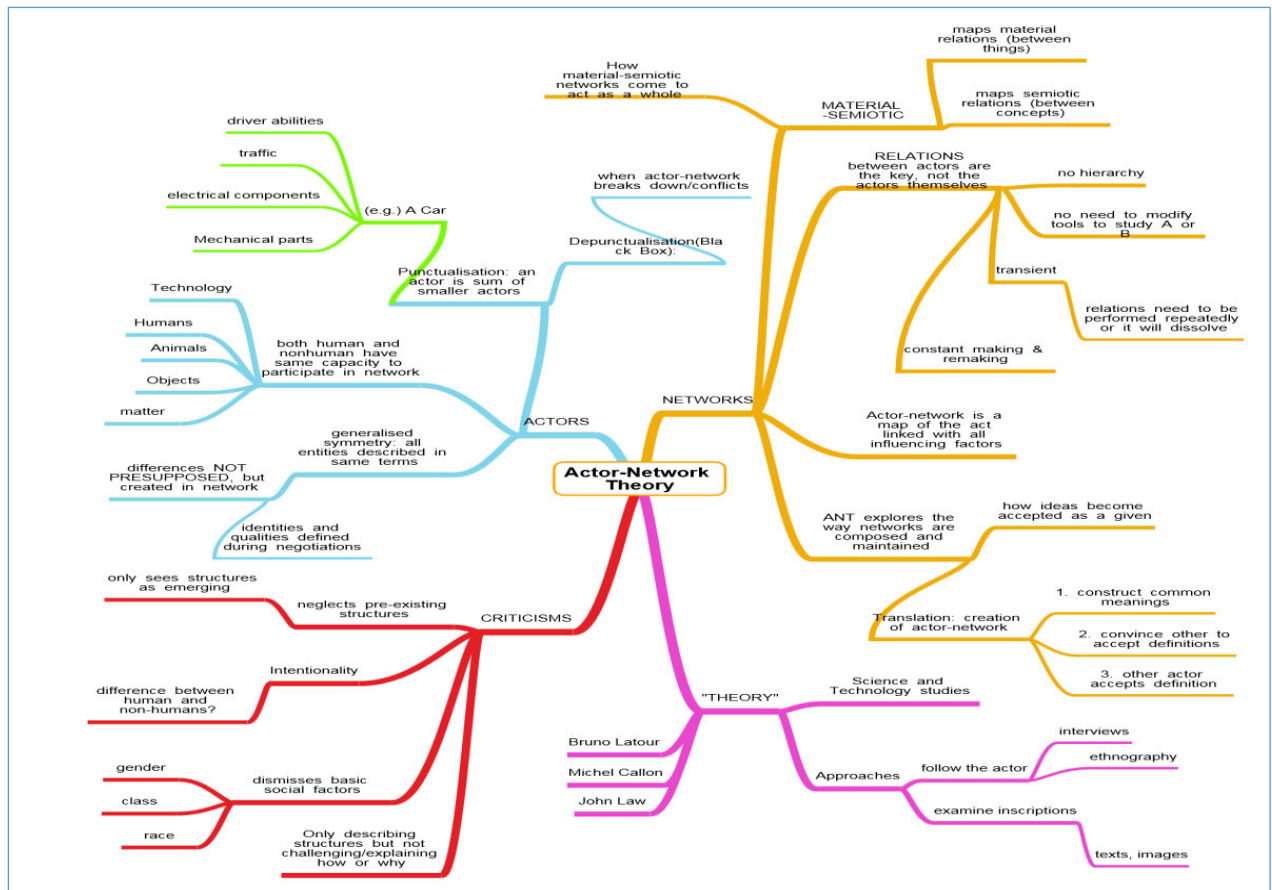 maps material
relations (between
things)
How
material-semiotic
networks come to
act as a whole
MATERIAL
-SEMIOTIC
maps semiotic
relations (between
concepts)
driver abilities
traffic
electrical components
Mechanical parts
(e.g.) A Car
when actor-network
breaks down/conflicts
Depunctualisation(Bla
ck Box):
Punctualisation: an
actor is sum of
smaller actors
RELATIONS
between actors are
the key, not the
actors themselves
no hierarchy
no need to modify
tools to study A or
B
transient
relations need to be
performed repeatedly
or it will dissolve
constant making &
remaking
Technology
Humans
Animals
Objects
matter
both human and
nonhuman have
same capacity to
participate in network
NETWORKS
ACTORS
Actor-network is a
map of the act
linked with all
influencing factors
generalised
symmetry: all
entities described in
same terms
differences NOT
PRESUPPOSED, but
created in network
identities and
qualities defined
during negotiations
Actor-Network
Theory
ANT explores the
way networks are
composed and
maintained
how ideas become
accepted as a given
Translation: creation
of actor-network
1. construct common
meanings
2. convince other to
accept definitions
3. other actor
accepts definition
only sees structures
as emerging
neglects pre-existing
structures
CRITICISMS
Intentionality
difference between
human and
non-humans?
gender
class
race
dismisses basic
social factors
Only describing
structures but not
challenging/explaining
how or why
"THEORY"
Science and
Technology studies
Bruno Latour
Michel Callon
John Law
Approaches
follow the actor
interviews
ethnography
examine inscriptions
texts, images